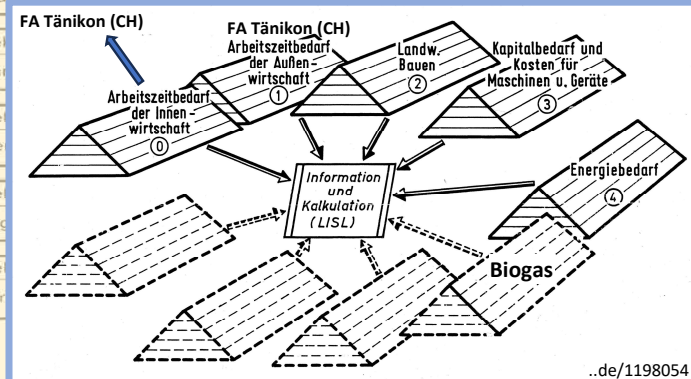 FA Tänikon (CH)
FA Tänikon (CH)
Arbeitszeitbedarf
der Außen-
wirtschaft
1
Landw.
Bauen
2
Kapitalbedarf und
Kosten für
Maschinen u. Geräte
3
Arbeitszeitbedarf
der Innen-
wirtschaft
0
Information
und
Kalkulation
(LISL)
Energiebedarf
4
Biogas
..de/1198054